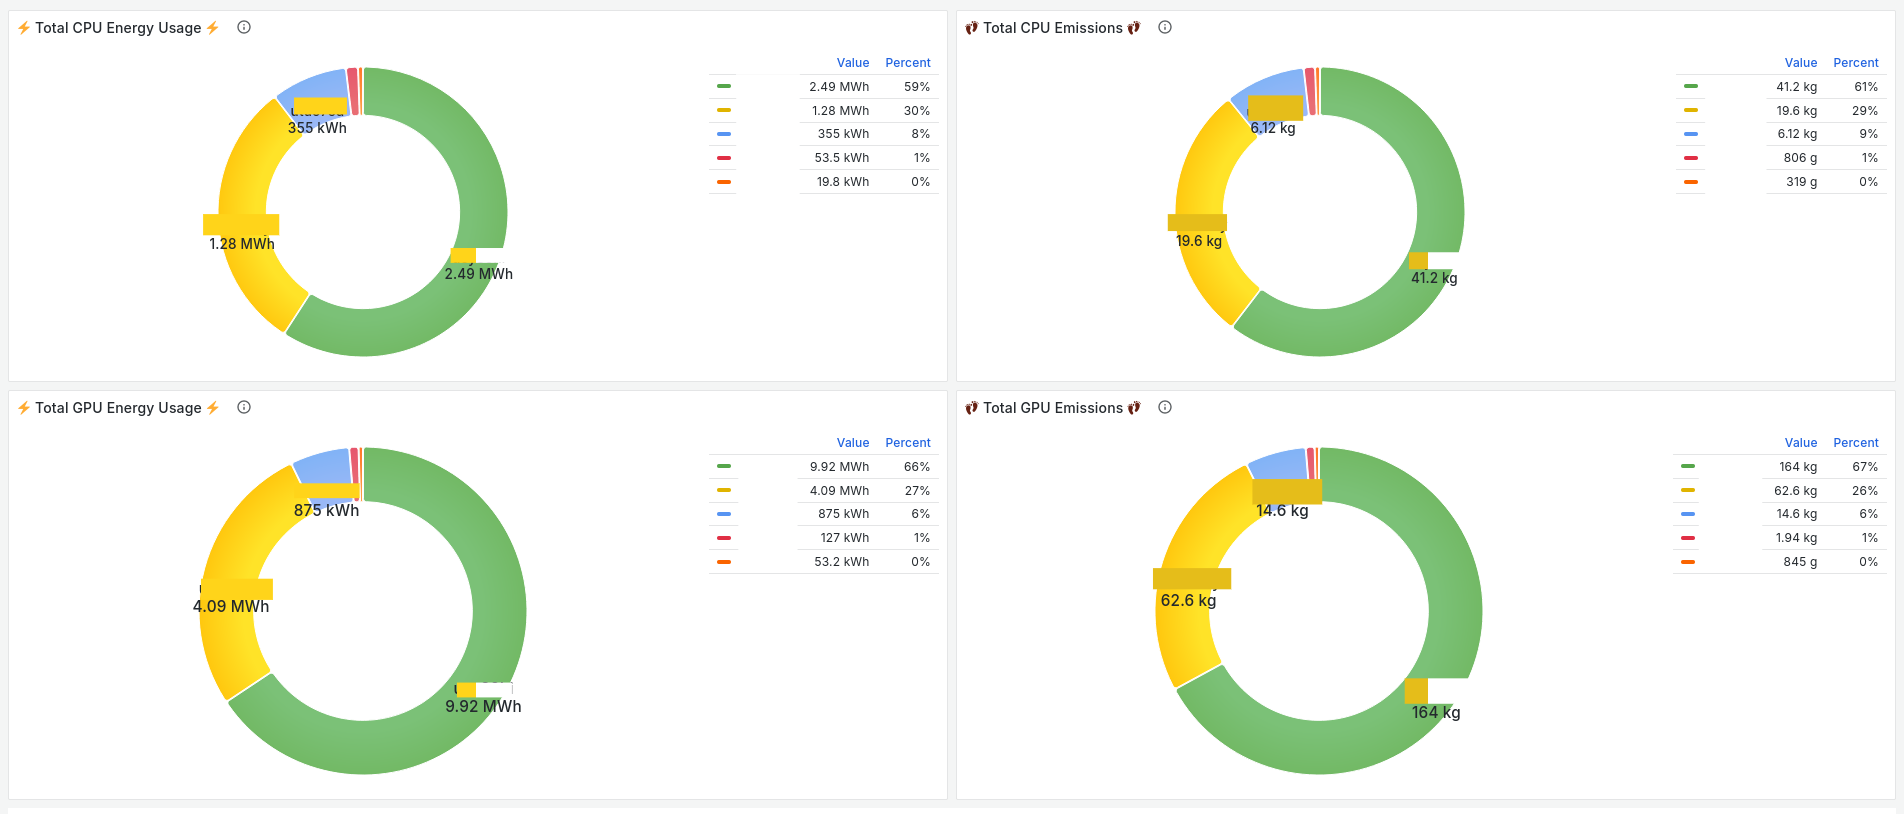 ⚡ Total CPU Energy Usage ⚡
Value Percent
2.49 MWh 59%
1.28 MWh 30%
355 kWh 8%
53.5 kWh 1%
19.8 kWh 0%
355 kWh
1.28 MWh
2.49 MWh
👣 Total CPU Emissions 👣
Value Percent
41.2 kg 61%
19.6 kg 29%
6.12 kg 9%
806 g 1%
319 g 0%
6.12 kg
19.6 kg
41.2 kg
⚡ Total GPU Energy Usage ⚡
Value Percent
9.92 MWh 66%
4.09 MWh 27%
875 kWh 6%
127 kWh 1%
53.2 kWh 0%
875 kWh
4.09 MWh
9.92 MWh
👣 Total GPU Emissions 👣
Value Percent
164 kg 67%
62.6 kg 26%
14.6 kg 6%
1.94 kg 1%
845 g 0%
14.6 kg
62.6 kg
164 kg